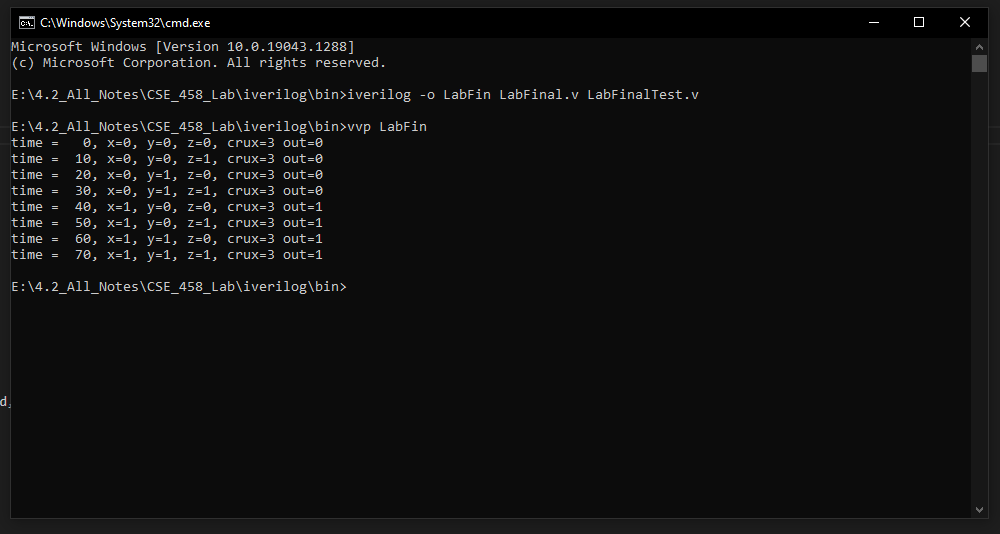 C:\Windows\System32\cmd.exe
Microsoft Windows [Version 10.0.19043.1288]
(c) Microsoft Corporation. All rights reserved.
E:\4.2_All_Notes\CSE_458_Lab\iverilog\bin>iverilog -o LabFin LabFinal.v LabFinalTest.v
E:\4.2_All_Notes\CSE_458_Lab\iverilog\bin>vvp LabFin
time =   0, x=0, y=0, z=0, crux=3 out=0
time =  10, x=0, y=0, z=1, crux=3 out=0
time =  20, x=0, y=1, z=0, crux=3 out=0
time =  30, x=0, y=1, z=1, crux=3 out=0
time =  40, x=1, y=0, z=0, crux=3 out=1
time =  50, x=1, y=0, z=1, crux=3 out=1
time =  60, x=1, y=1, z=0, crux=3 out=1
time =  70, x=1, y=1, z=1, crux=3 out=1
E:\4.2_All_Notes\CSE_458_Lab\iverilog\bin>
d,